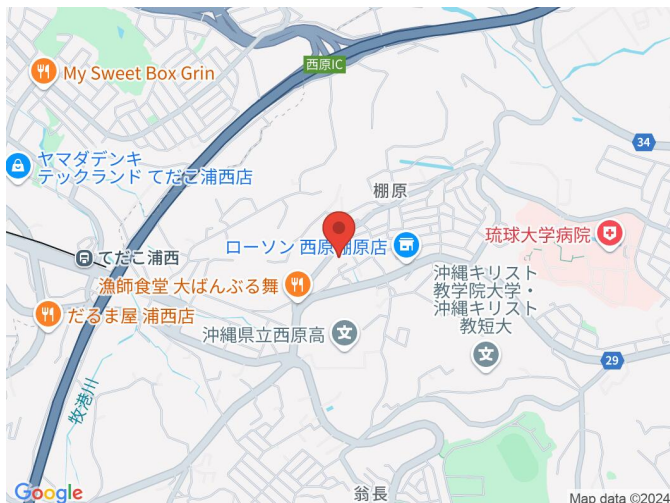 西原IC
My Sweet Box Grin
34
ヤマダデンキ
テックランド てだこ浦西店
棚原
ローソン 西原棚原店
琉球大学病院
てだこ浦西
漁師食堂 大ばんぶる舞
沖縄キリスト
教学院大学・
沖縄キリスト
教短大
だるま屋 浦西店
沖縄県立西原高
29
牧港川
翁長
Google
Map data ©2024